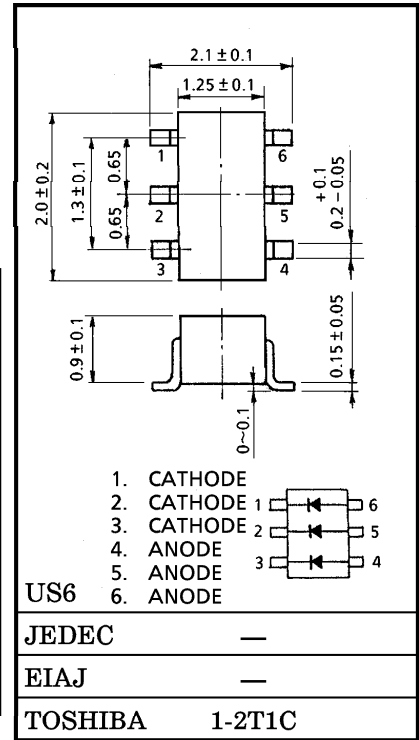 2.1±0.1
1.25±0.1
1 6
2 5
3 4
2.0±0.2
1.3±0.1
0.65
0.65
+0.1
0.2-0.05
0.9±0.1
0~0.1
0.15±0.05
1. CATHODE
2. CATHODE
3. CATHODE
4. ANODE
5. ANODE
6. ANODE
1 6
2 5
3 4
US6
JEDEC —
EIAJ —
TOSHIBA 1-2T1C